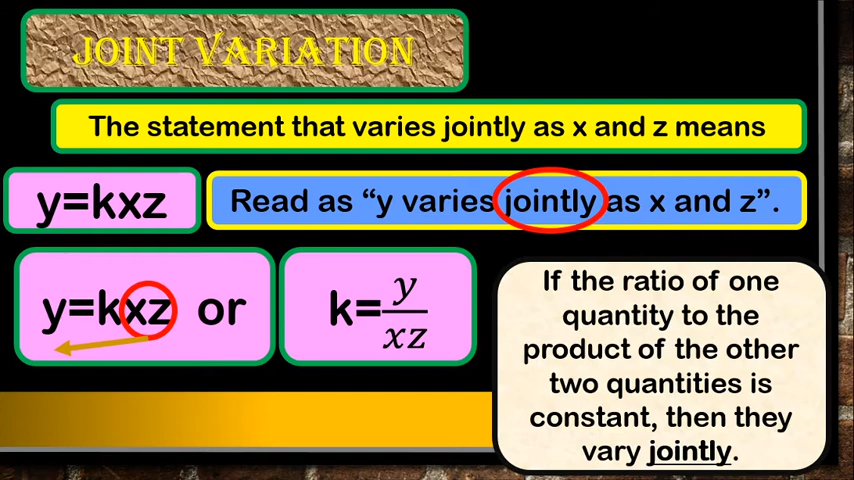 JOINT VARIATION
The statement that varies jointly as x and z means
y=kxz
Read as “y varies jointly as x and z”.
y=kxz or
k=y/xz
If the ratio of one
quantity to the
product of the other
two quantities is
constant, then they
vary jointly.